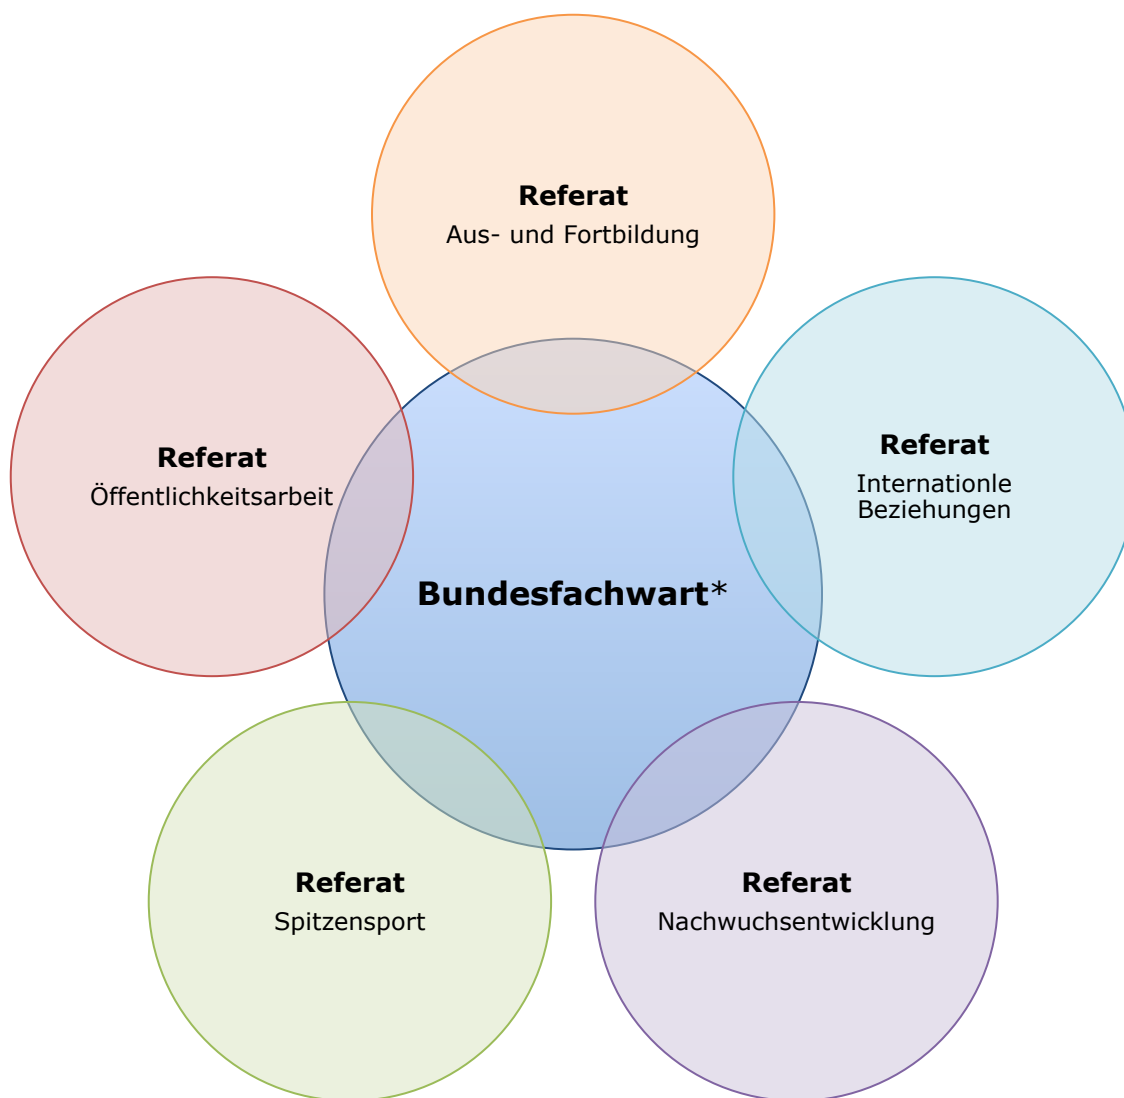 Referat
Aus- und Fortbildung
Referat
Öffentlichkeitsarbeit
Referat
Internationle
Beziehungen
Bundesfachwart*
Referat
Spitzensport
Referat
Nachwuchsentwicklung